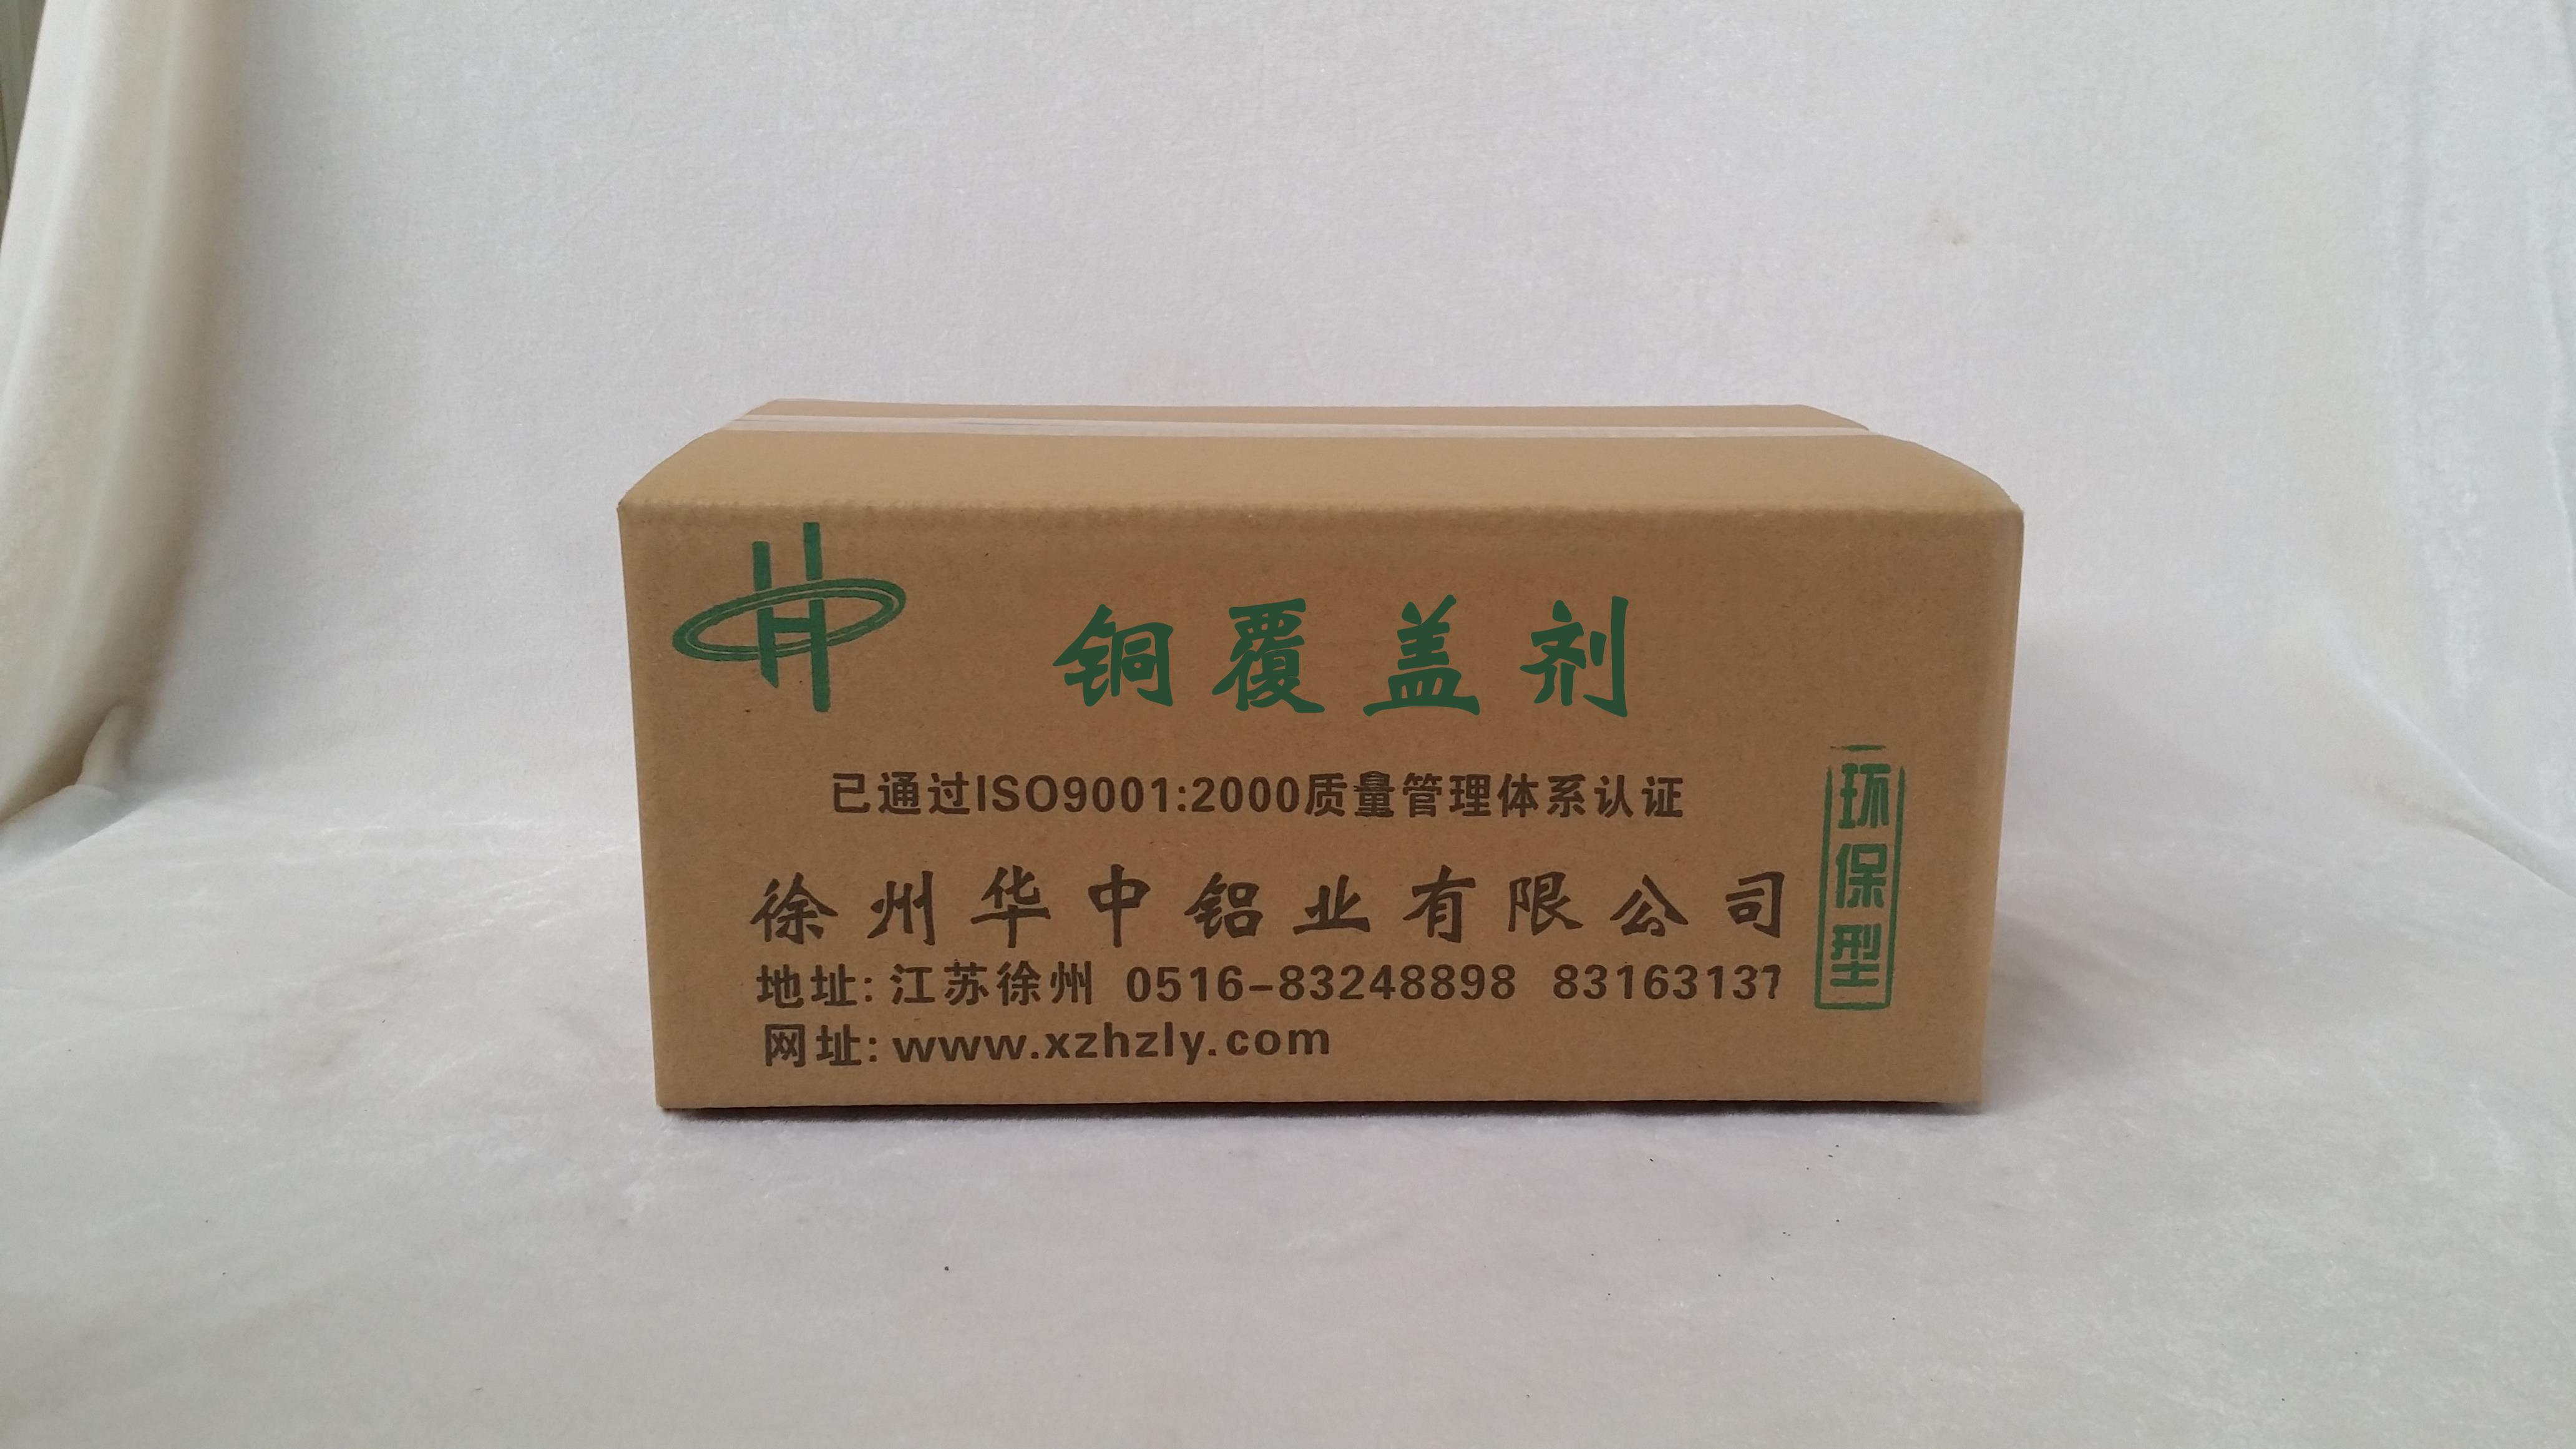 铜覆盖剂
已通过ISO9001:2000质量管理体系认证
徐州华中铝业有限公司
地址: 江苏徐州 0516-83248898 83163137
网址: www.xzhzly.com
环保型